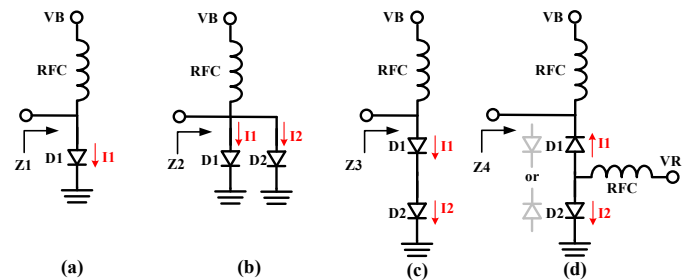 VB
RFC
Z1
D1
I1
(a)
VB
RFC
Z2
I1
I2
D1
D2
(b)
VB
RFC
Z3
D1
I1
D2
I2
(c)
VB
RFC
Z4
D1
I1
VR
or
RFC
D2
I2
(d)